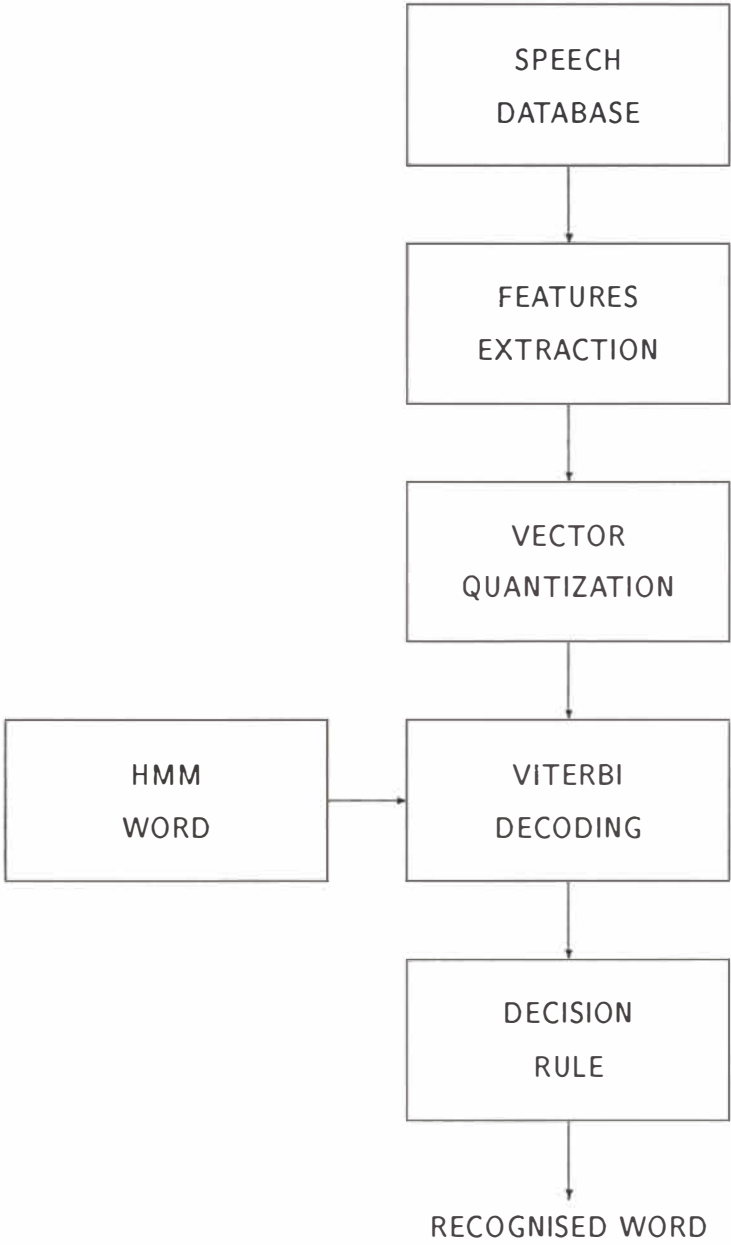 SPEECH
DATABASE
FEATURES
EXTRACTION
VECTOR
QUANTIZATION
HMM
WORD
VITERBI
DECODING
DECISION
RULE
RECOGNISED WORD